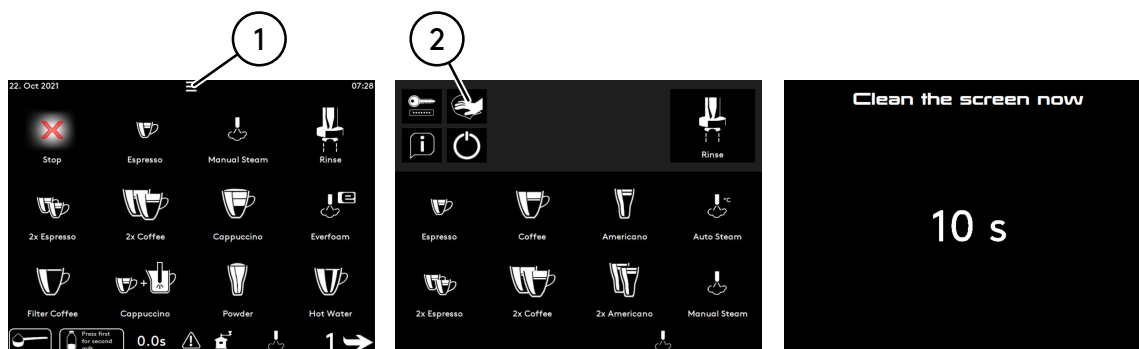 1
2
22. Oct 2021 07:28
Stop Espresso Manual Steam Rinse
2x Espresso 2x Coffee Cappuccino Everfoam
Filter Coffee Cappuccino Powder Hot Water
Press first
for second
milk
0.0s
1
Rinse
Espresso Coffee Americano Auto Steam
°C
2x Espresso 2x Coffee 2x Americano Manual Steam
Clean the screen now
10 s